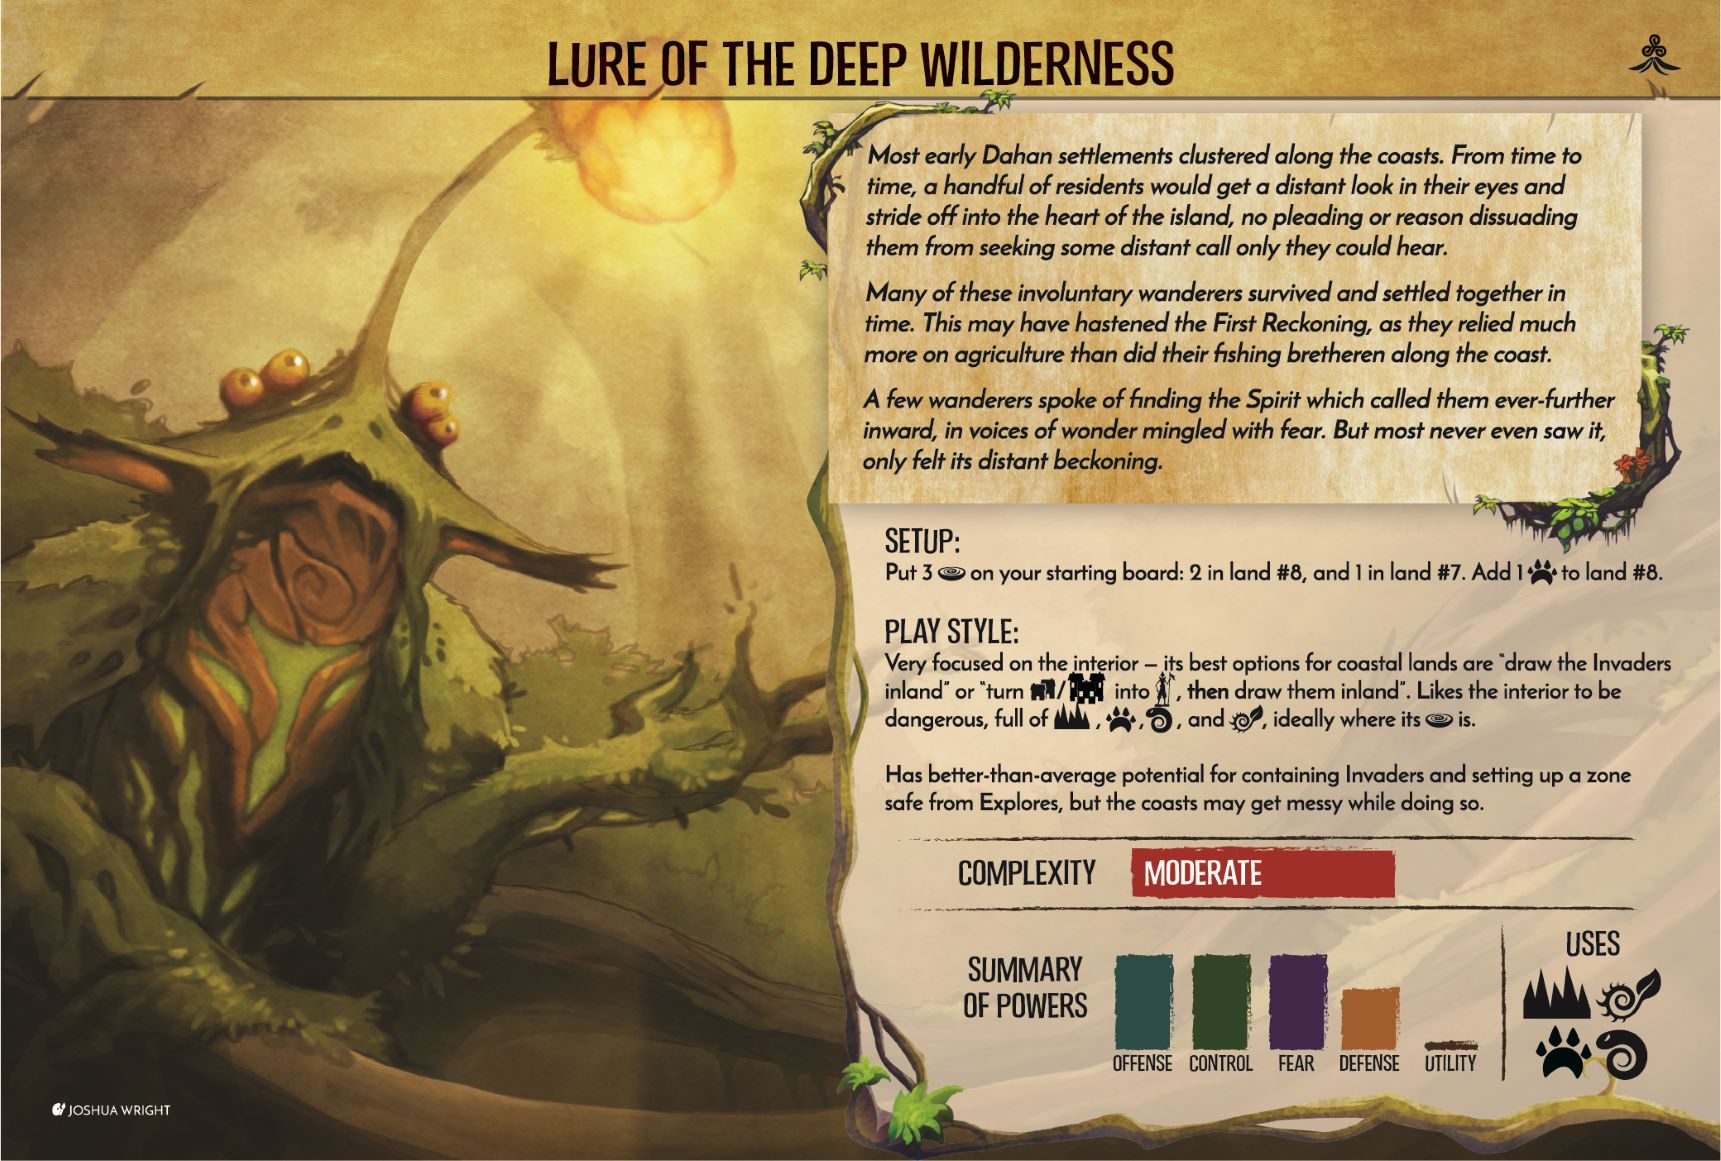 LURE OF THE DEEP WILDERNESS
Most early Dahan settlements clustered along the coasts. From time to
time, a handful of residents would get a distant look in their eyes and
stride off into the heart of the island, no pleading or reason dissuading
them from seeking some distant call only they could hear.
Many of these involuntary wanderers survived and settled together in
time. This may have hastened the First Reckoning, as they relied much
more on agriculture than did their fishing bretheren along the coast.
A few wanderers spoke of finding the Spirit which called them ever-further
inward, in voices of wonder mingled with fear. But most never even saw it,
only felt its distant beckoning.
SETUP:
Put 3 on your starting board: 2 in land #8, and 1 in land #7. Add 1 to land #8.
PLAY STYLE:
Very focused on the interior – its best options for coastal lands are "draw the Invaders
inland" or "turn / into , then draw them inland". Likes the interior to be
dangerous, full of , , , and , ideally where its is.
Has better-than-average potential for containing Invaders and setting up a zone
safe from Explores, but the coasts may get messy while doing so.
COMPLEXITY MODERATE
SUMMARY
OF POWERS
OFFENSE CONTROL FEAR DEFENSE UTILITY
USES
JOSHUA WRIGHT